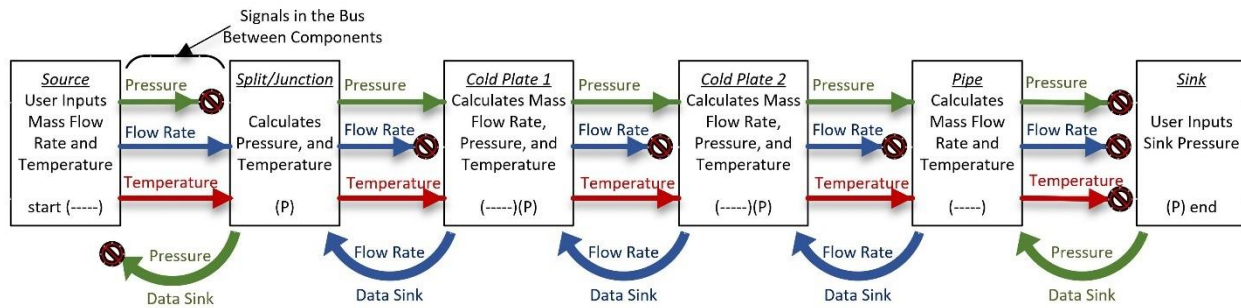 Signals in the Bus
Between Components
Source
User Inputs
Mass Flow
Rate and
Temperature
start (-----)
Pressure
Flow Rate
Temperature
Split/Junction
Calculates
Pressure, and
Temperature
(P)
Pressure
Flow Rate
Temperature
Cold Plate 1
Calculates Mass
Flow Rate,
Pressure, and
Temperature
(-----)(P)
Pressure
Flow Rate
Temperature
Cold Plate 2
Calculates Mass
Flow Rate,
Pressure, and
Temperature
(-----)(P)
Pressure
Flow Rate
Temperature
Pipe
Calculates
Mass Flow
Rate and
Temperature
(-----)
Pressure
Flow Rate
Temperature
Sink
User Inputs
Sink Pressure
(P) end
Pressure
Data Sink
Flow Rate
Data Sink
Flow Rate
Data Sink
Flow Rate
Data Sink
Pressure
Data Sink